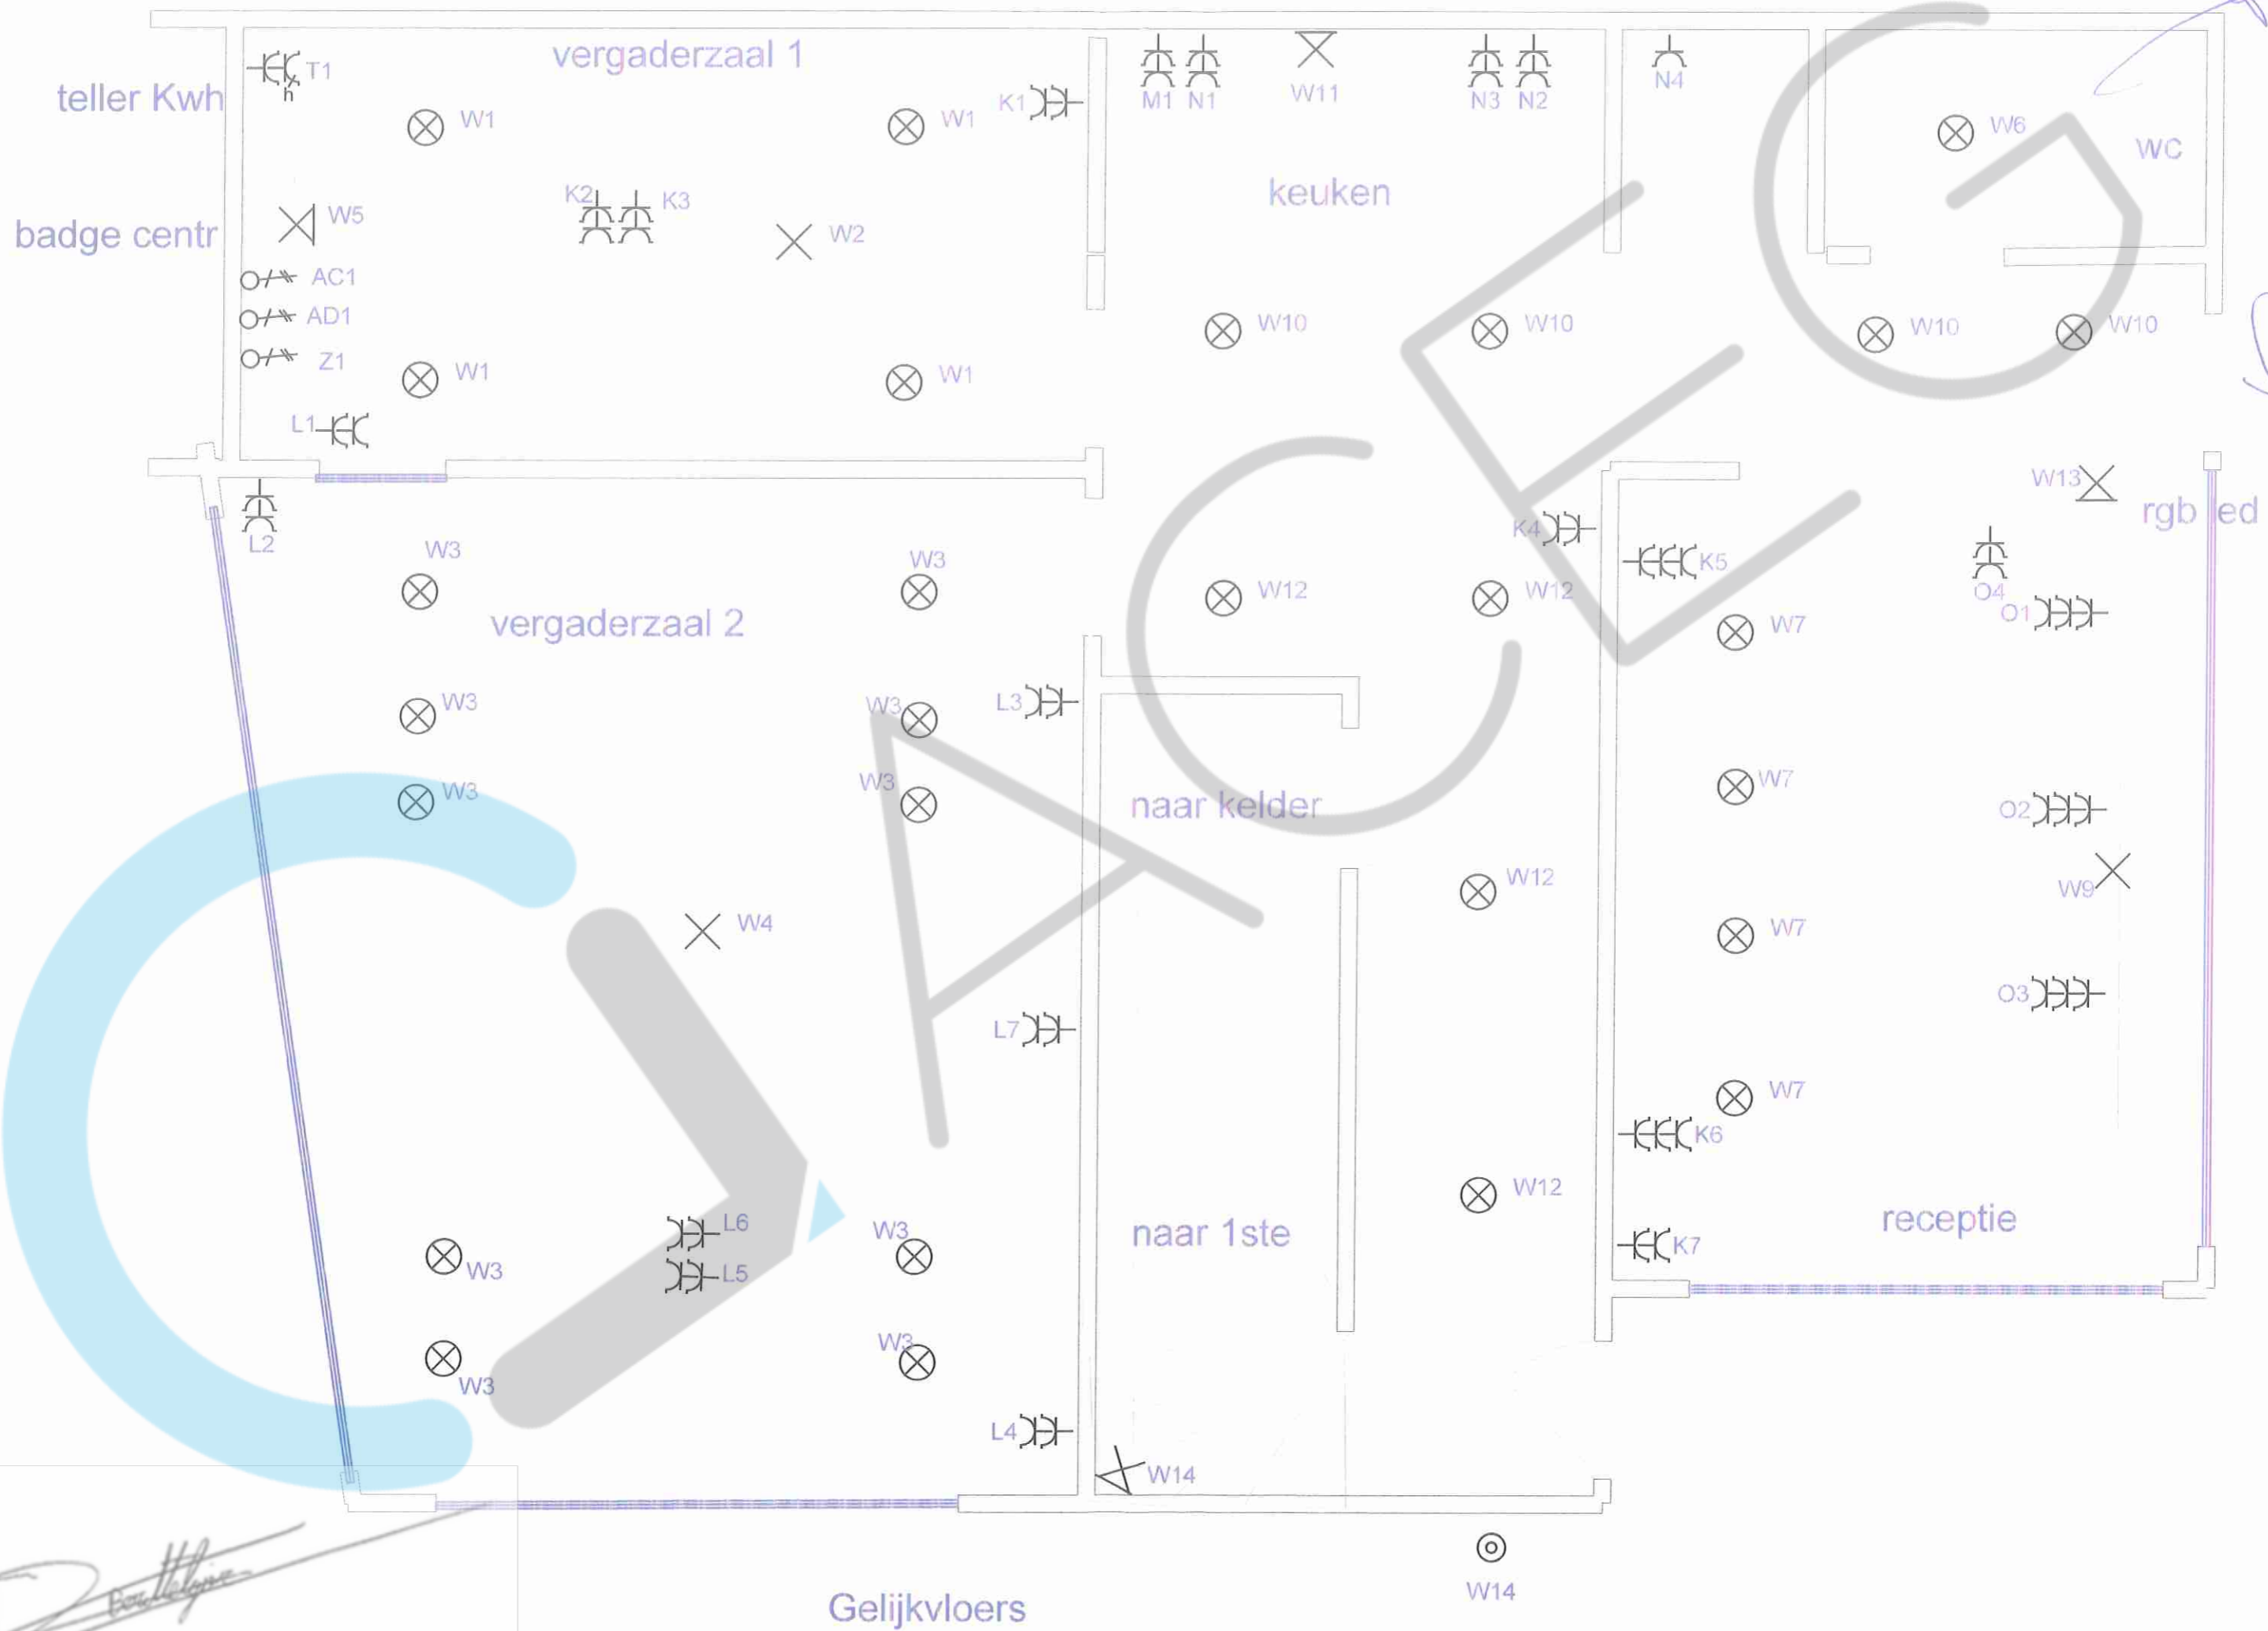 vergaderzaal 1
T1
h
teller Kwh
W1
W1
K1
M1
N1
W11
N3
N2
N4
W6
WC
keuken
K2
K3
W5
badge centr
W2
AC1
AD1
Z1
W1
W1
L1
W10
W10
W10
W10
L2
W3
W3
vergaderzaal 2
W13
rgb led
K4
K5
O4
O1
W12
W12
W7
W3
W3
L3
W3
W3
naar kelder
W7
O2
W12
W9
W4
W7
O3
L7
W7
K6
W12
L6
W3
naar 1ste
receptie
K7
W3
L5
W3
W3
L4
W14
W14
Gelijkvloers
CACEG